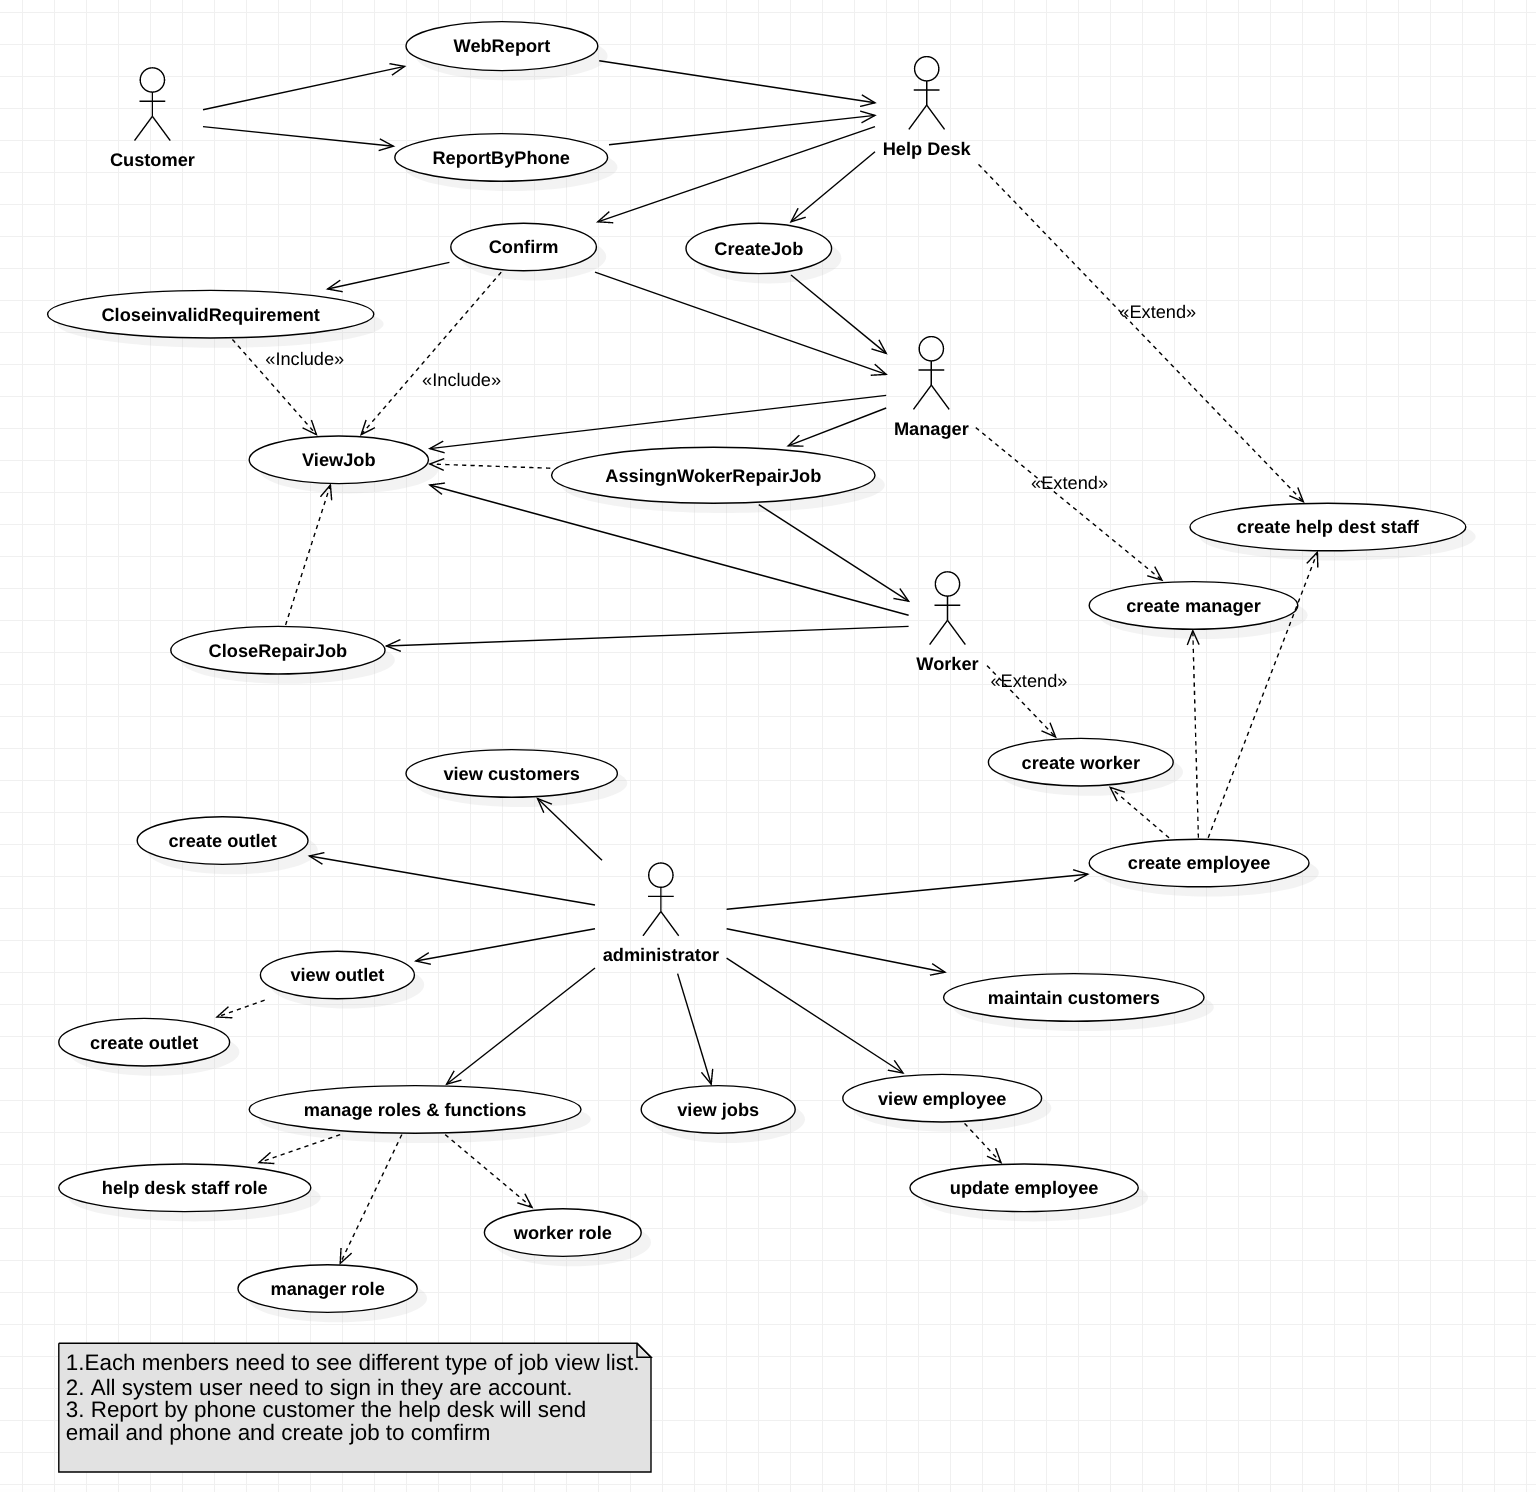 WebReport
Customer
ReportByPhone
Help Desk
Confirm
CreateJob
CloseinvalidRequirement
«Extend»
«Include»
«Include»
Manager
ViewJob
AssingnWokerRepairJob
«Extend»
create help dest staff
create manager
CloseRepairJob
Worker
«Extend»
create worker
view customers
create outlet
create employee
administrator
view outlet
maintain customers
create outlet
manage roles & functions
view jobs
view employee
help desk staff role
update employee
worker role
manager role
1.Each menbers need to see different type of job view list.
2. All system user need to sign in they are account.
3. Report by phone customer the help desk will send
email and phone and create job to comfirm